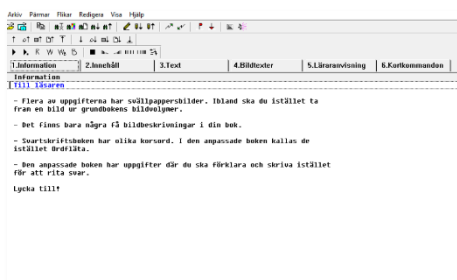 Arkiv Pärmar Flikar Redigera Visa Hjälp
K W
1.Information 2.Innehåll 3.Text 4.Bildtexter 5.Läraranvisning 6.Kortkommandon
Information
Till läsaren
- Flera av uppgifterna har svällpappersbilder. Ibland ska du istället ta
fram en bild ur grundbokens bildvolymer.
- Det finns bara några få bildbeskrivningar i din bok.
- Svartskriftsboken har olika korsord. I den anpassade boken kallas de
istället Ordfläta.
- Den anpassade boken har uppgifter där du ska förklara och skriva istället
för att rita svar.
Lycka till!